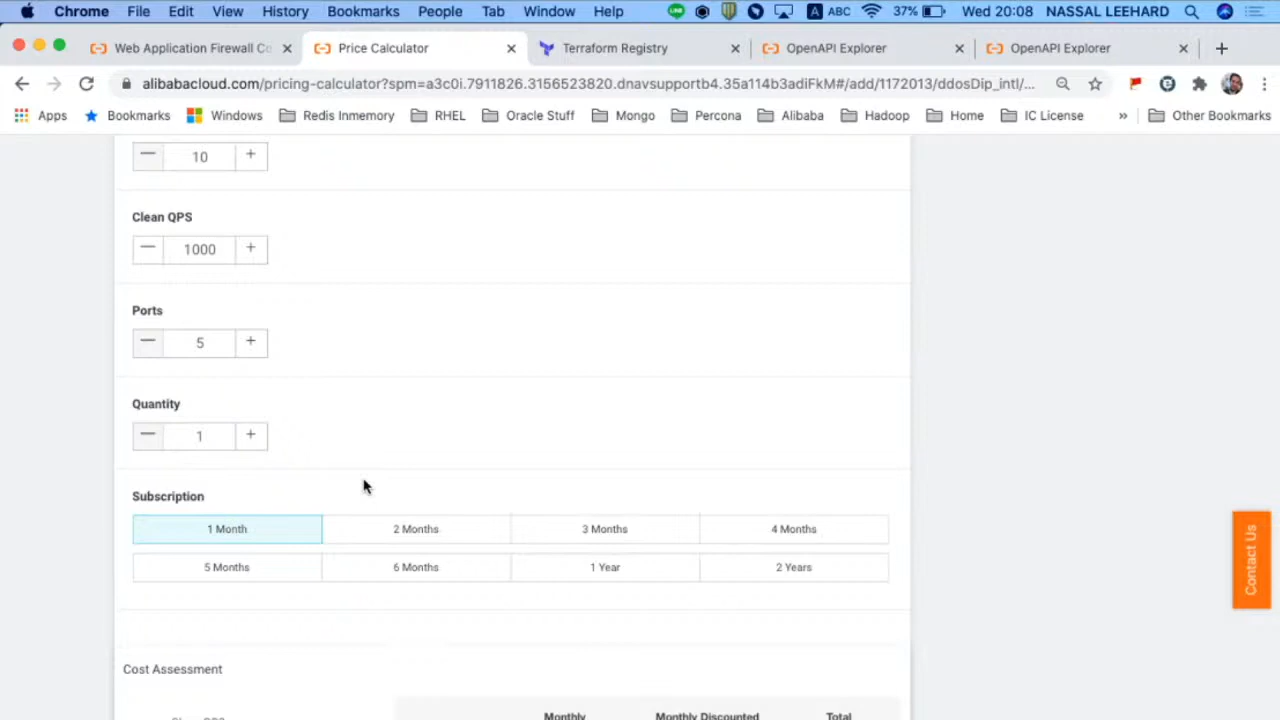 Chrome File Edit View History Bookmarks People Tab Window Help ABC 37% Wed 20:08 NASSAL LEEHARD
Web Application Firewall Co Price Calculator Terraform Registry OpenAPI Explorer OpenAPI Explorer
alibabacloud.com/pricing-calculator?spm=a3c0i.7911826.3156523820.dnavsupportb4.35a114b3adiFkM#/add/1172013/ddosDip_intl/...
Apps Bookmarks Windows Redis Inmemory RHEL Oracle Stuff Mongo Percona Alibaba Hadoop Home IC License » Other Bookmarks
10
Clean QPS
1000
Ports
5
Quantity
1
Subscription
1 Month 2 Months 3 Months 4 Months
5 Months 6 Months 1 Year 2 Years
Contact Us
Cost Assessment
Monthly Monthly Discounted Total